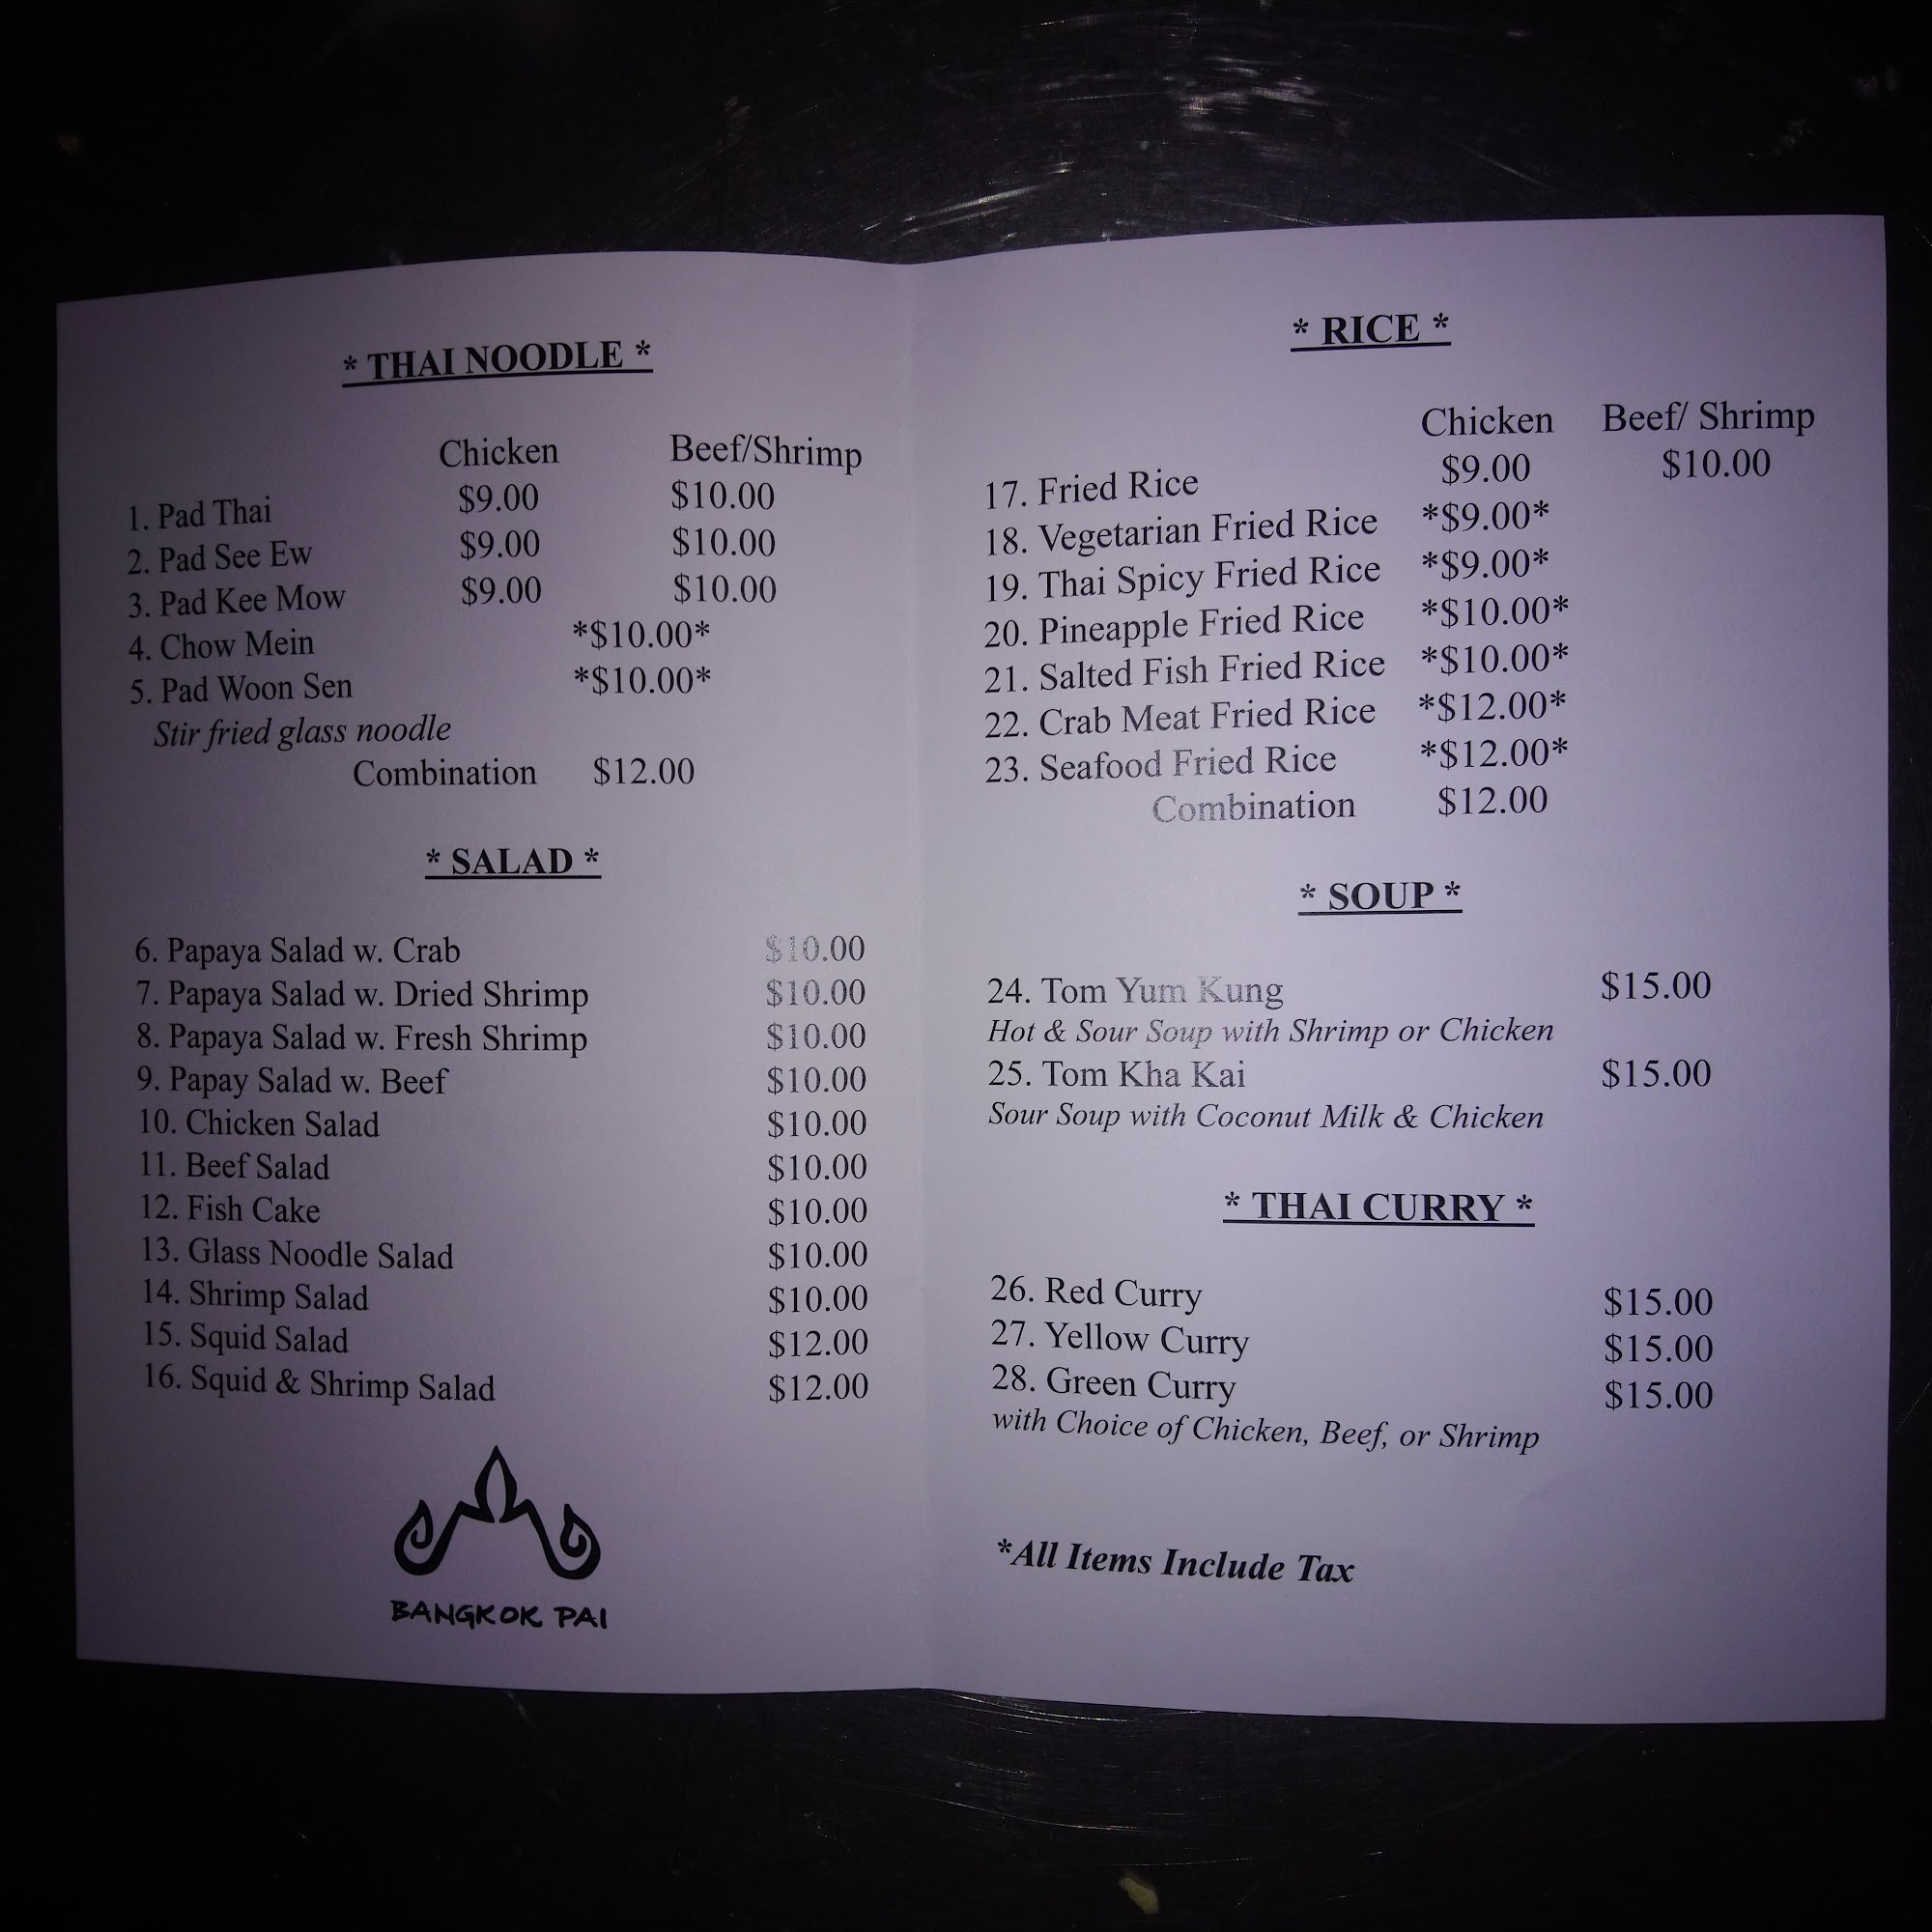 * THAI NOODLE *
Chicken Beef/Shrimp
1. Pad Thai $9.00 $10.00
2. Pad See Ew $9.00 $10.00
3. Pad Kee Mow $9.00 $10.00
4. Chow Mein *$10.00*
5. Pad Woon Sen *$10.00*
Stir fried glass noodle
Combination $12.00
* SALAD *
6. Papaya Salad w. Crab $10.00
7. Papaya Salad w. Dried Shrimp $10.00
8. Papaya Salad w. Fresh Shrimp $10.00
9. Papay Salad w. Beef $10.00
10. Chicken Salad $10.00
11. Beef Salad $10.00
12. Fish Cake $10.00
13. Glass Noodle Salad $10.00
14. Shrimp Salad $10.00
15. Squid Salad $12.00
16. Squid & Shrimp Salad $12.00
BANGKOK PAI
* RICE *
Chicken Beef/ Shrimp
17. Fried Rice $9.00 $10.00
18. Vegetarian Fried Rice *$9.00*
19. Thai Spicy Fried Rice *$9.00*
20. Pineapple Fried Rice *$10.00*
21. Salted Fish Fried Rice *$10.00*
22. Crab Meat Fried Rice *$12.00*
23. Seafood Fried Rice *$12.00*
Combination $12.00
* SOUP *
24. Tom Yum Kung $15.00
Hot & Sour Soup with Shrimp or Chicken
25. Tom Kha Kai $15.00
Sour Soup with Coconut Milk & Chicken
* THAI CURRY *
26. Red Curry $15.00
27. Yellow Curry $15.00
28. Green Curry $15.00
with Choice of Chicken, Beef, or Shrimp
*All Items Include Tax